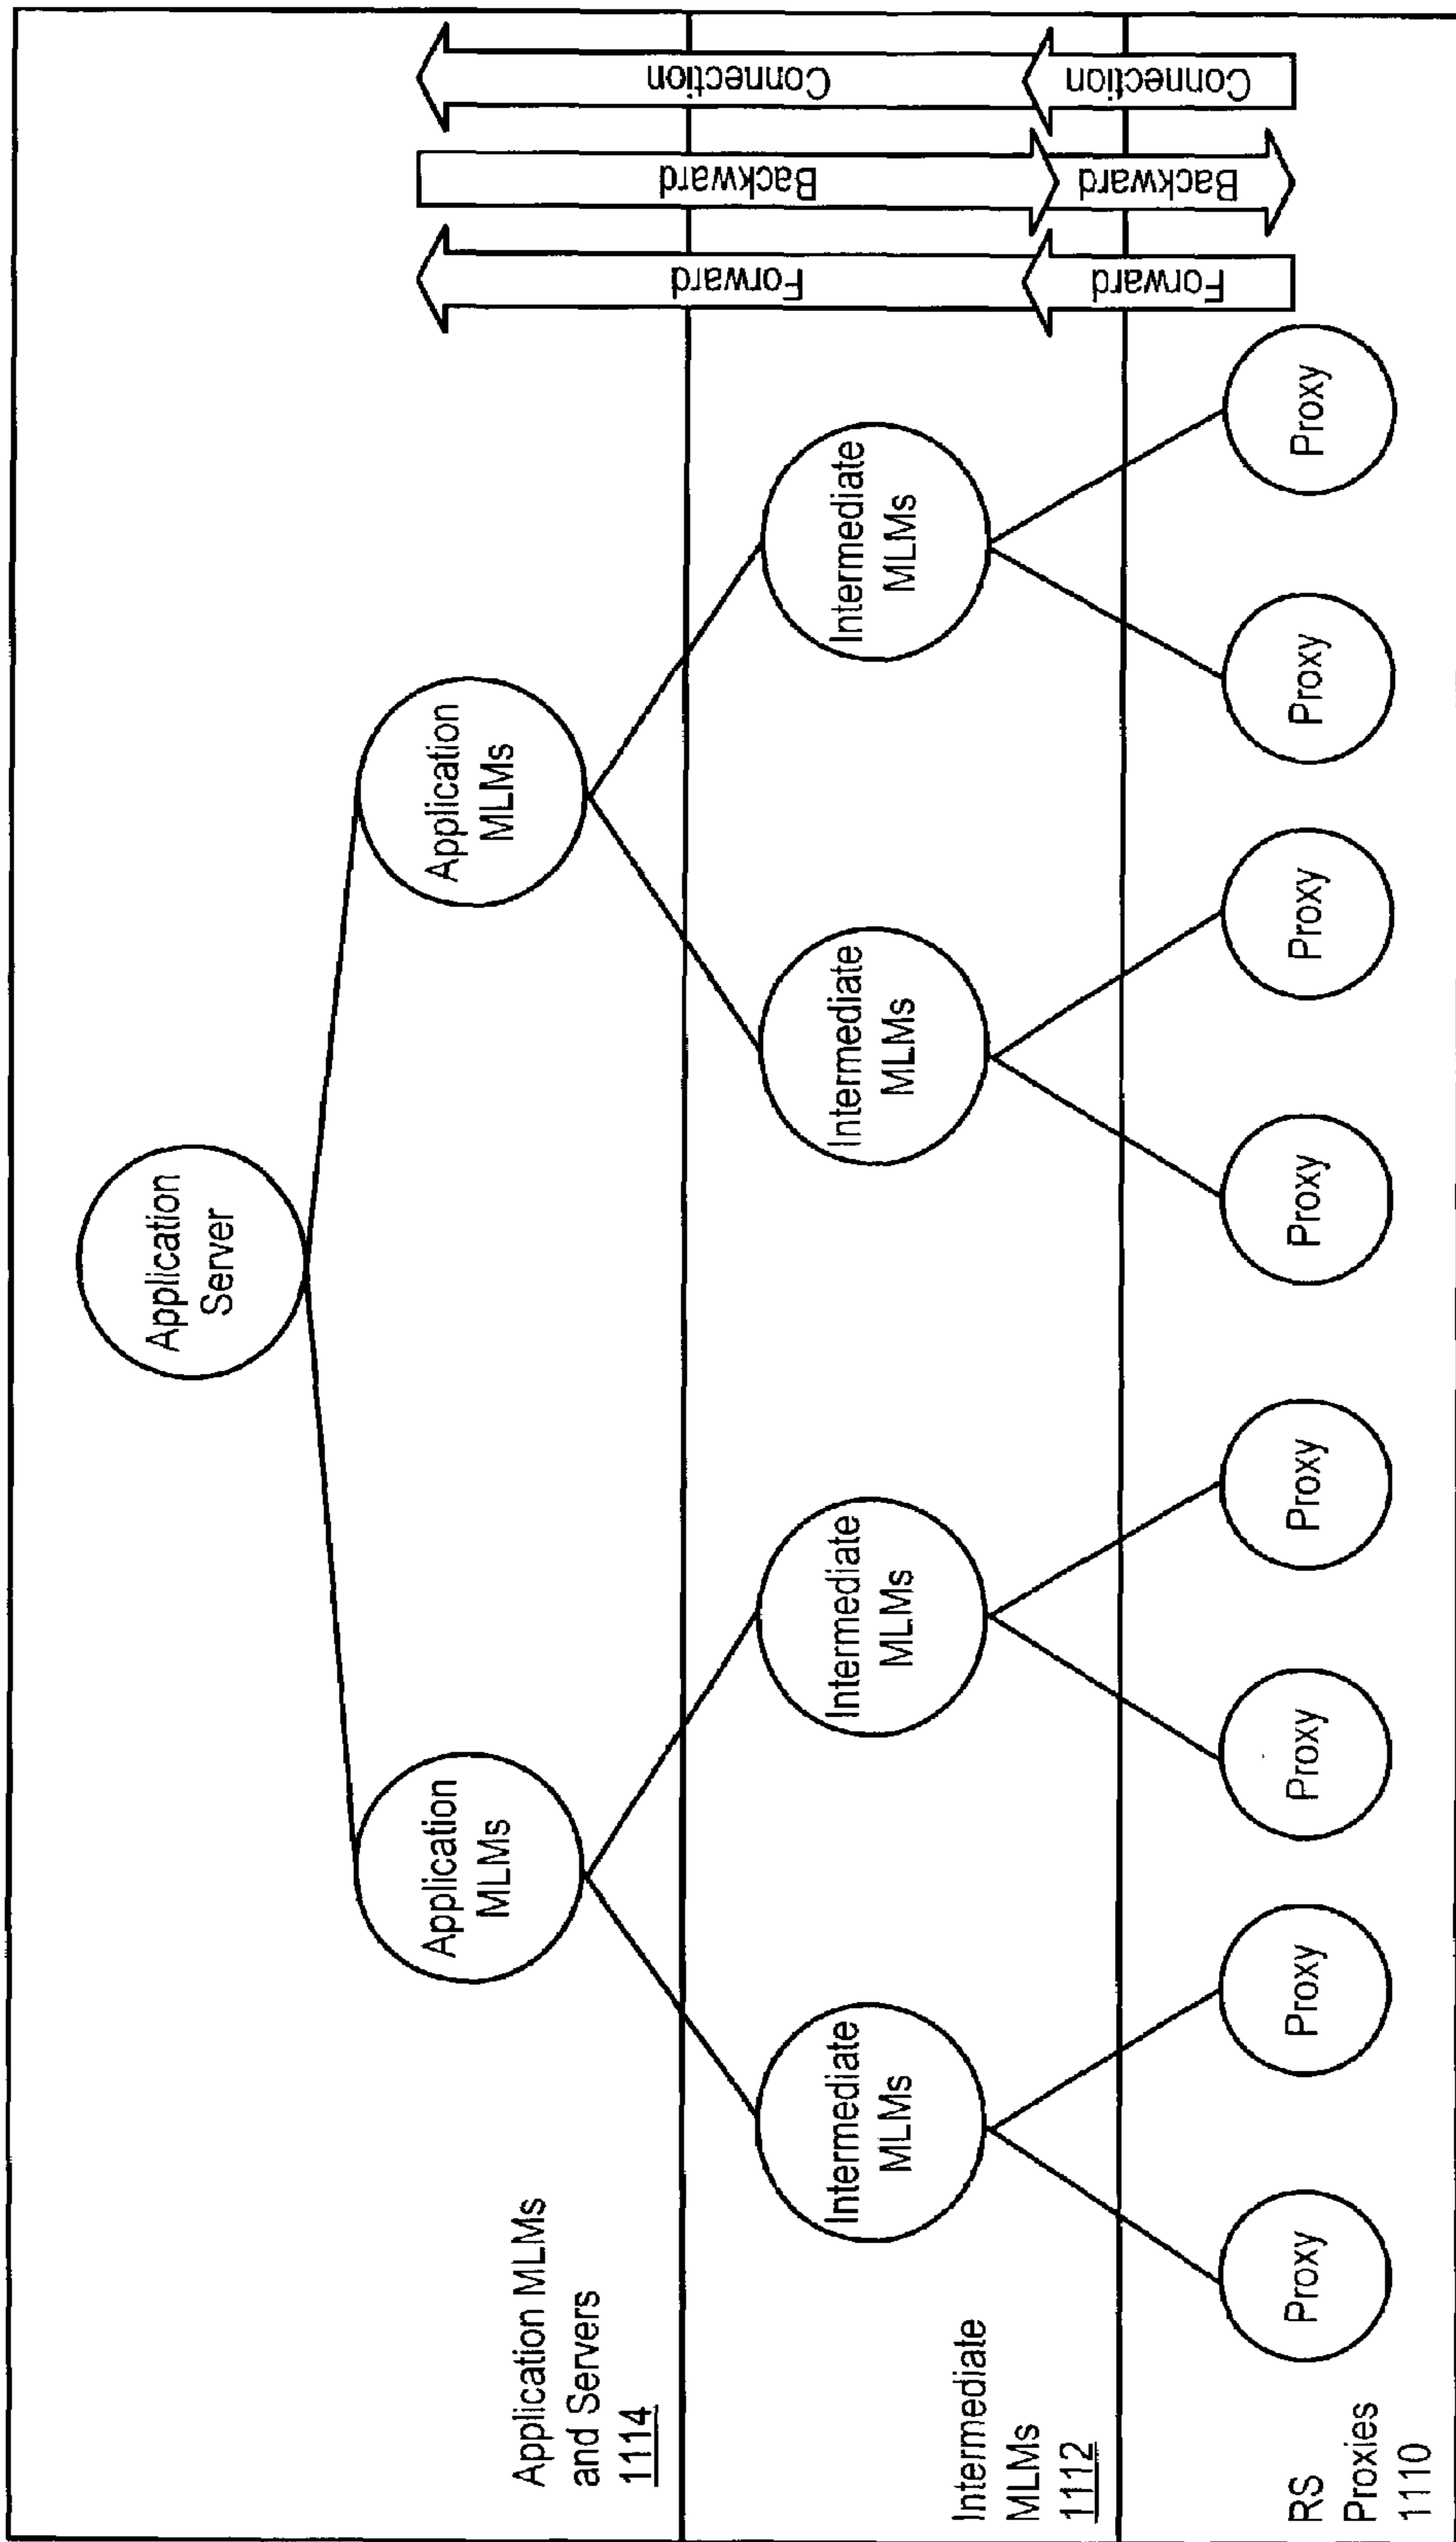 Application
Server
Application
MLMs
Application
MLMs
Application MLMs
and Servers
1114
Intermediate
MLMs
Intermediate
MLMs
Intermediate
MLMs
Intermediate
MLMs
Intermediate
MLMs
1112
Proxy
Proxy
Proxy
Proxy
Proxy
Proxy
Proxy
Proxy
RS
Proxies
1110
Forward
Forward
Backward
Backward
Connection
Connection